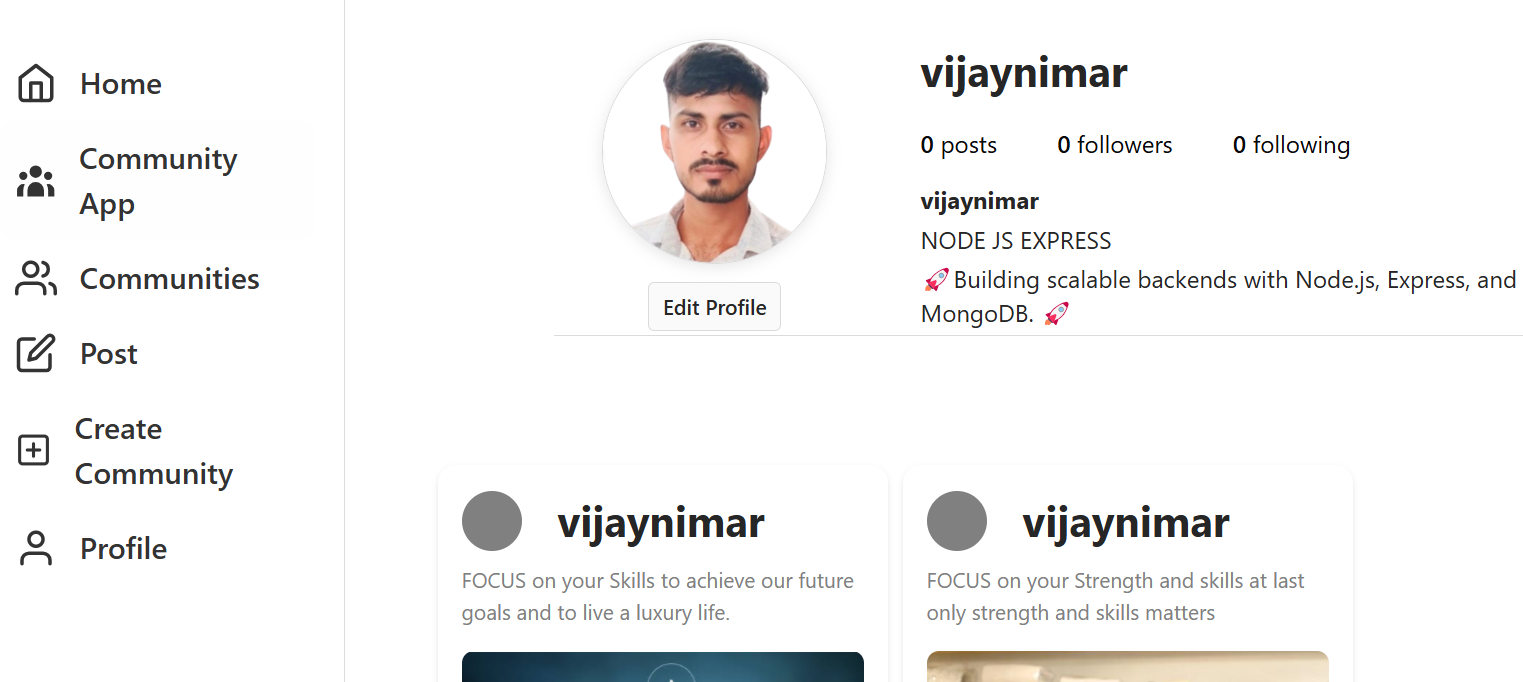 Home
Community
App
Communities
Post
Create
Community
Profile
vijaynimar
0 posts 0 followers 0 following
vijaynimar
NODE JS EXPRESS
🚀Building scalable backends with Node.js, Express, and
MongoDB. 🚀
Edit Profile
vijaynimar
FOCUS on your Skills to achieve our future
goals and to live a luxury life.
vijaynimar
FOCUS on your Strength and skills at last
only strength and skills matters